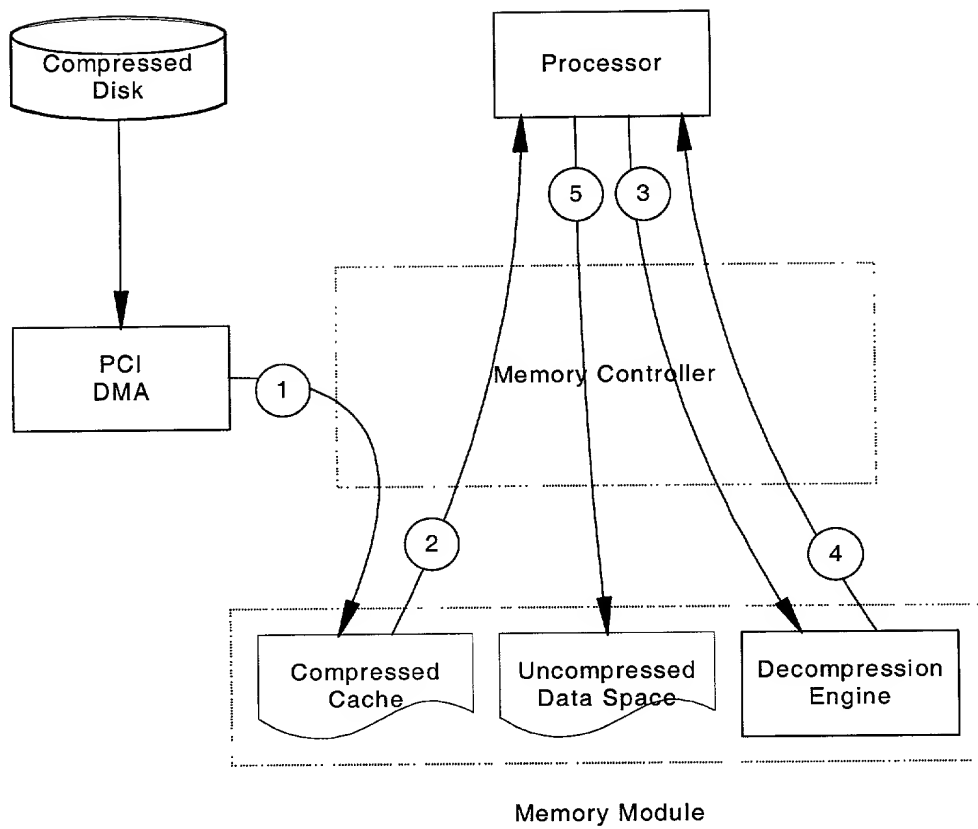 Compressed
Disk
Processor
5
3
PCI
DMA
1
Memory Controller
2
4
Compressed
Cache
Uncompressed
Data Space
Decompression
Engine
Memory Module